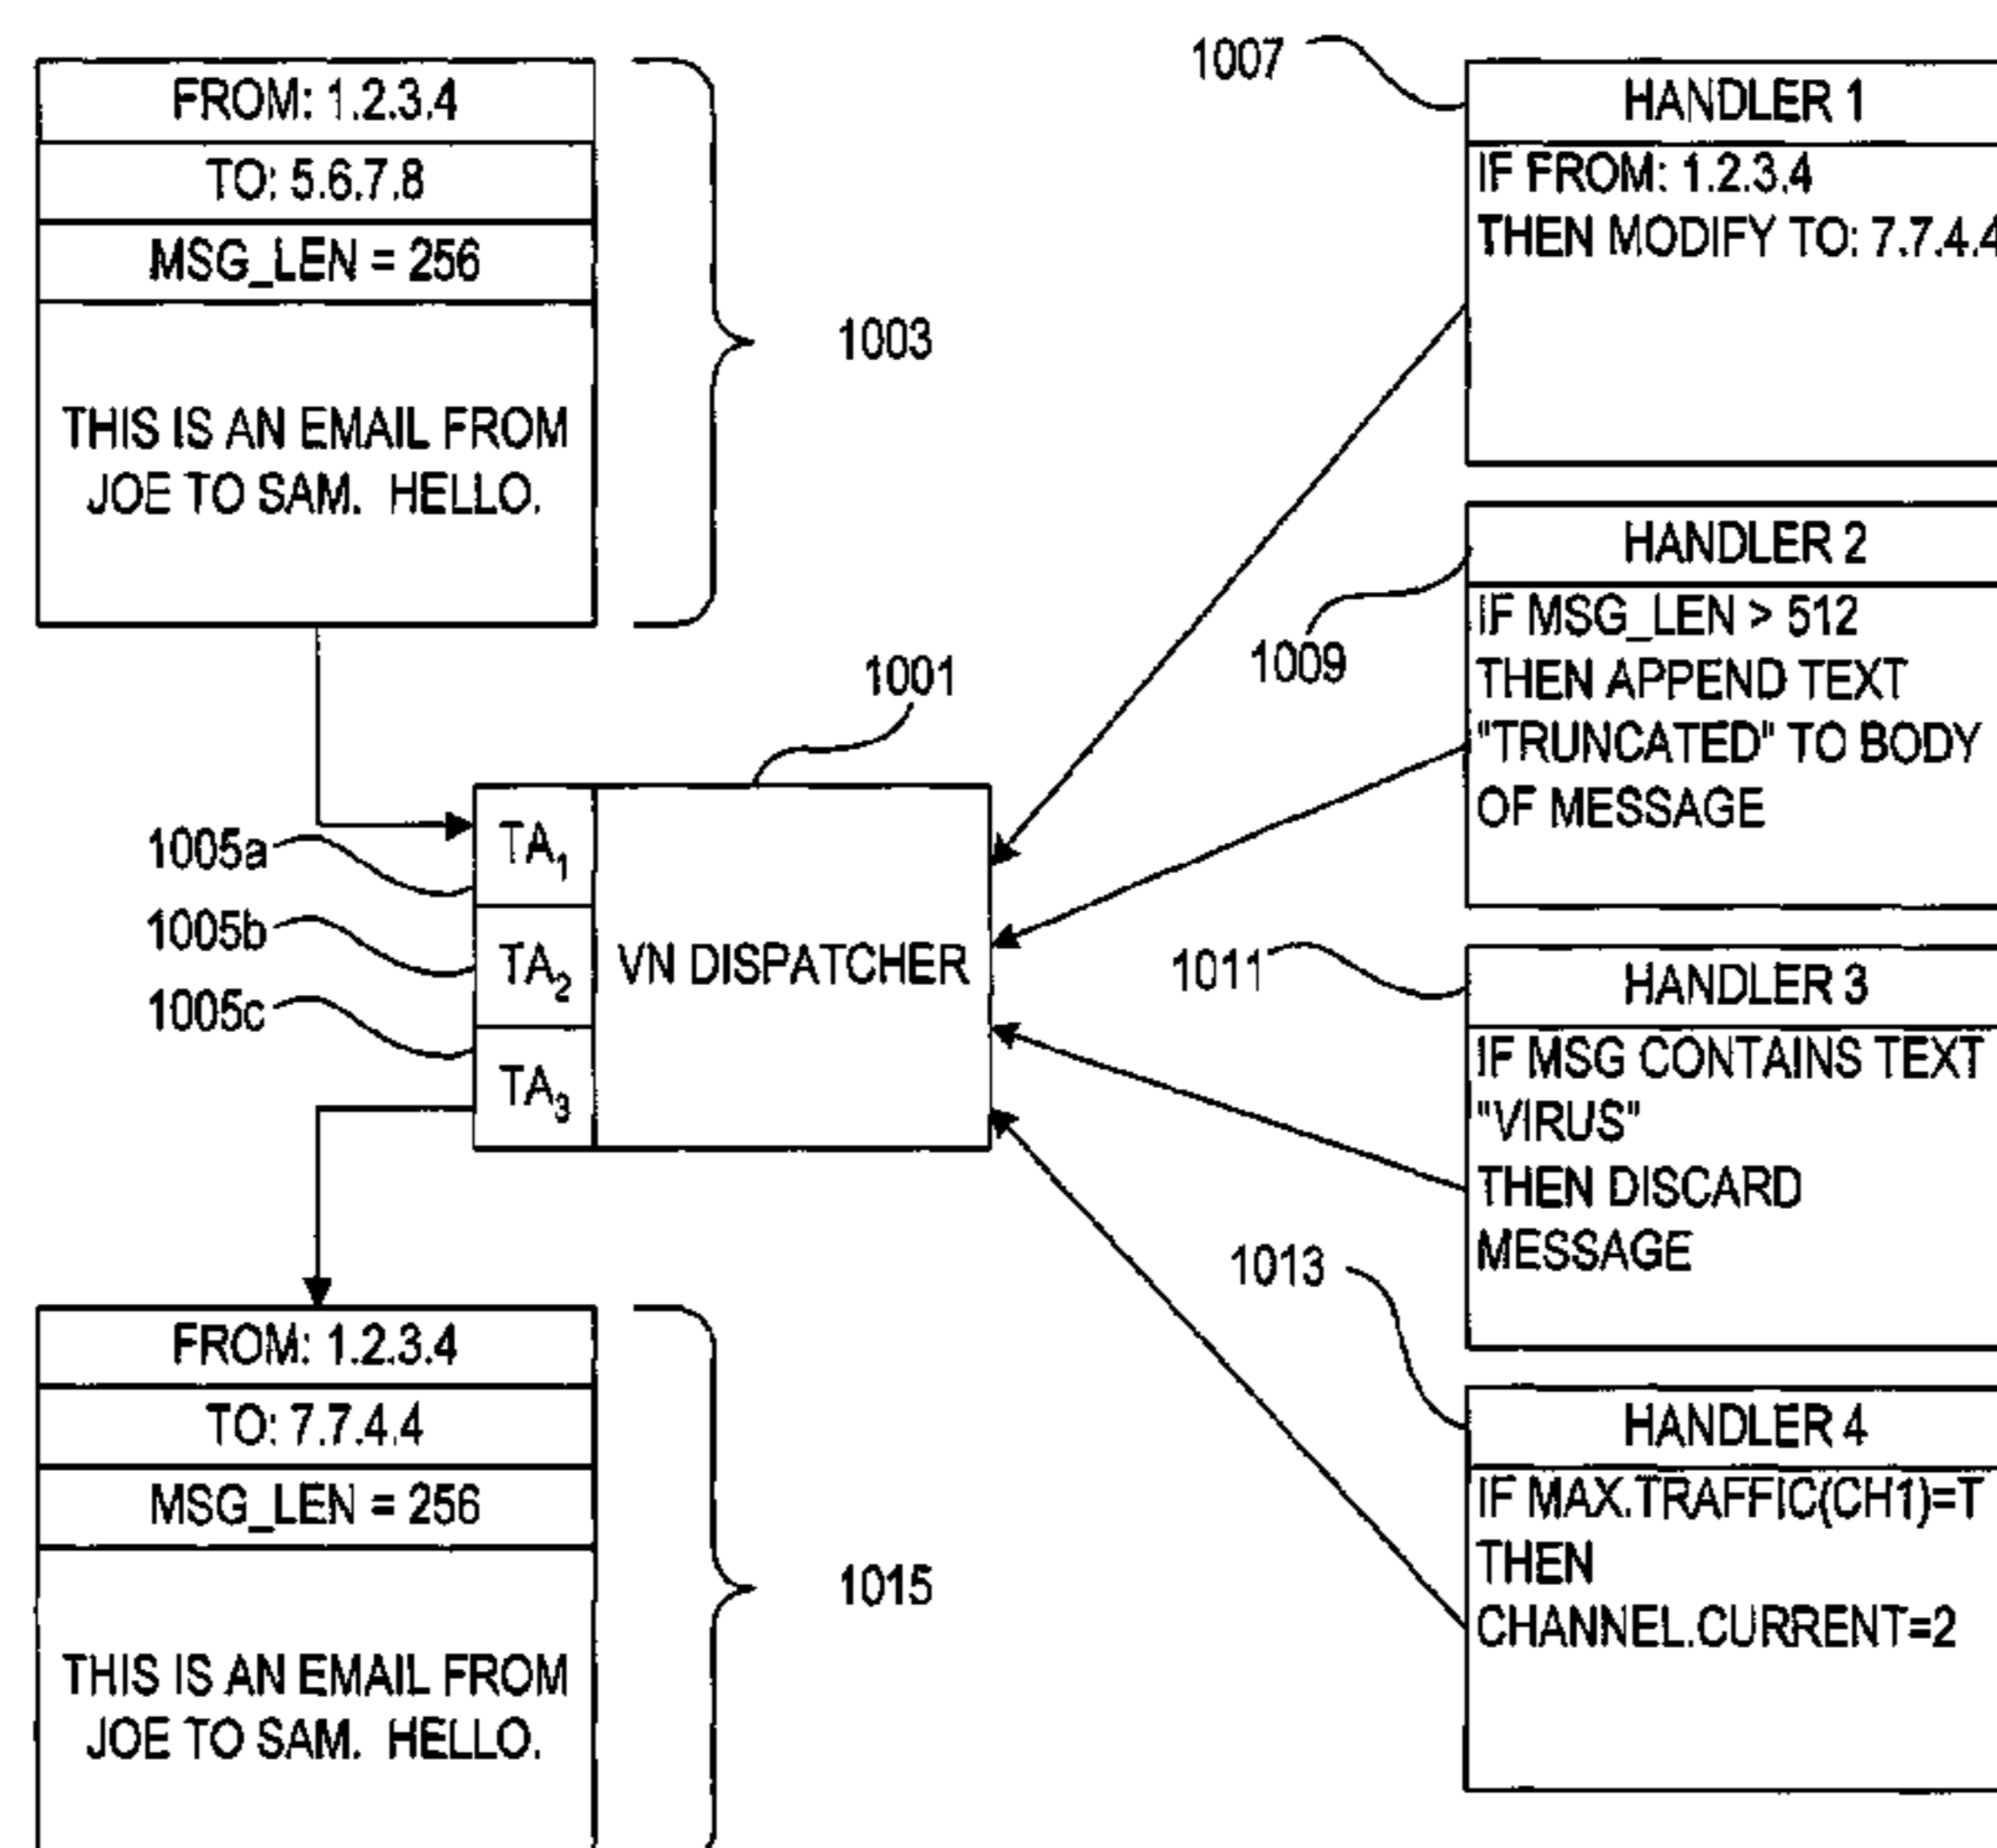 FROM: 1.2.3.4
TO: 5.6.7.8
MSG_LEN = 256
THIS IS AN EMAIL FROM
JOE TO SAM. HELLO.
1003
1007
HANDLER 1
IF FROM: 1.2.3.4
THEN MODIFY TO: 7.7.4.4
1009
HANDLER 2
IF MSG_LEN > 512
THEN APPEND TEXT
"TRUNCATED" TO BODY
OF MESSAGE
1001
1005a
1005b
1005c
TA1
TA2
TA3
VN DISPATCHER
1011
HANDLER 3
IF MSG CONTAINS TEXT
"VIRUS"
THEN DISCARD
MESSAGE
1013
HANDLER 4
IF MAX.TRAFFIC(CH1)=T
THEN
CHANNEL.CURRENT=2
FROM: 1.2.3.4
TO: 7.7.4.4
MSG_LEN = 256
THIS IS AN EMAIL FROM
JOE TO SAM. HELLO.
1015